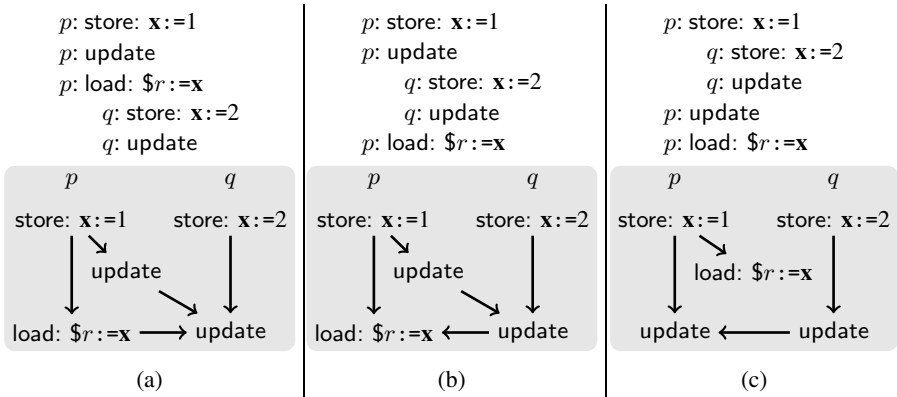 p: store: x:=1
p: update
p: load: $r:=x
q: store: x:=2
q: update
p q
store: x:=1 store: x:=2
update
load: $r:=x update
(a)
p: store: x:=1
p: update
q: store: x:=2
q: update
p: load: $r:=x
p q
store: x:=1 store: x:=2
update
load: $r:=x update
(b)
p: store: x:=1
q: store: x:=2
q: update
p: update
p: load: $r:=x
p q
store: x:=1 store: x:=2
load: $r:=x
update update
(c)